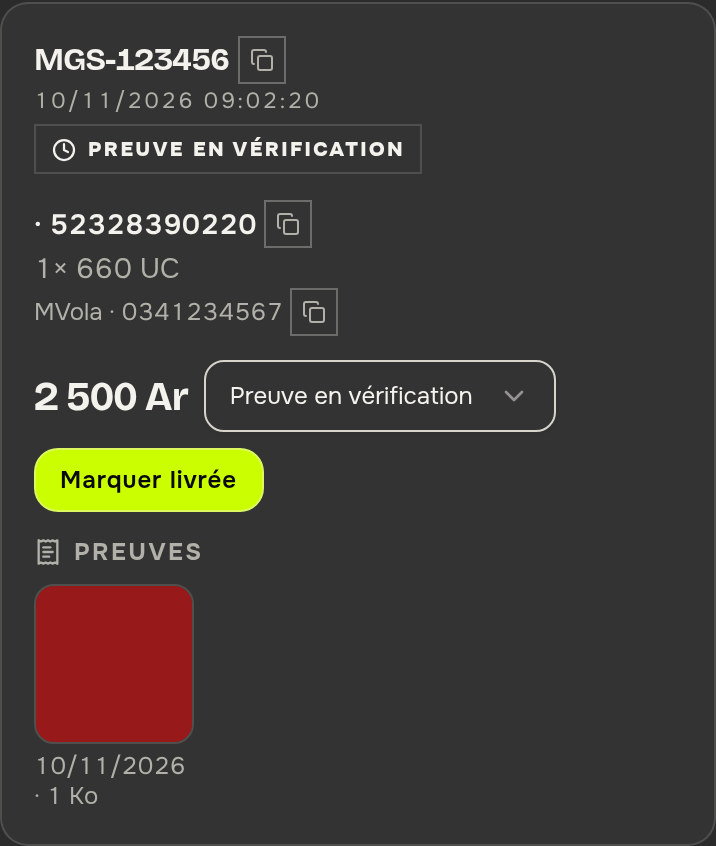 MGS-123456
10/11/2026 09:02:20
PREUVE EN VÉRIFICATION
· 52328390220
1× 660 UC
MVola · 0341234567
2 500 Ar
Preuve en vérification
Marquer livrée
PREUVES
10/11/2026
· 1 Ko